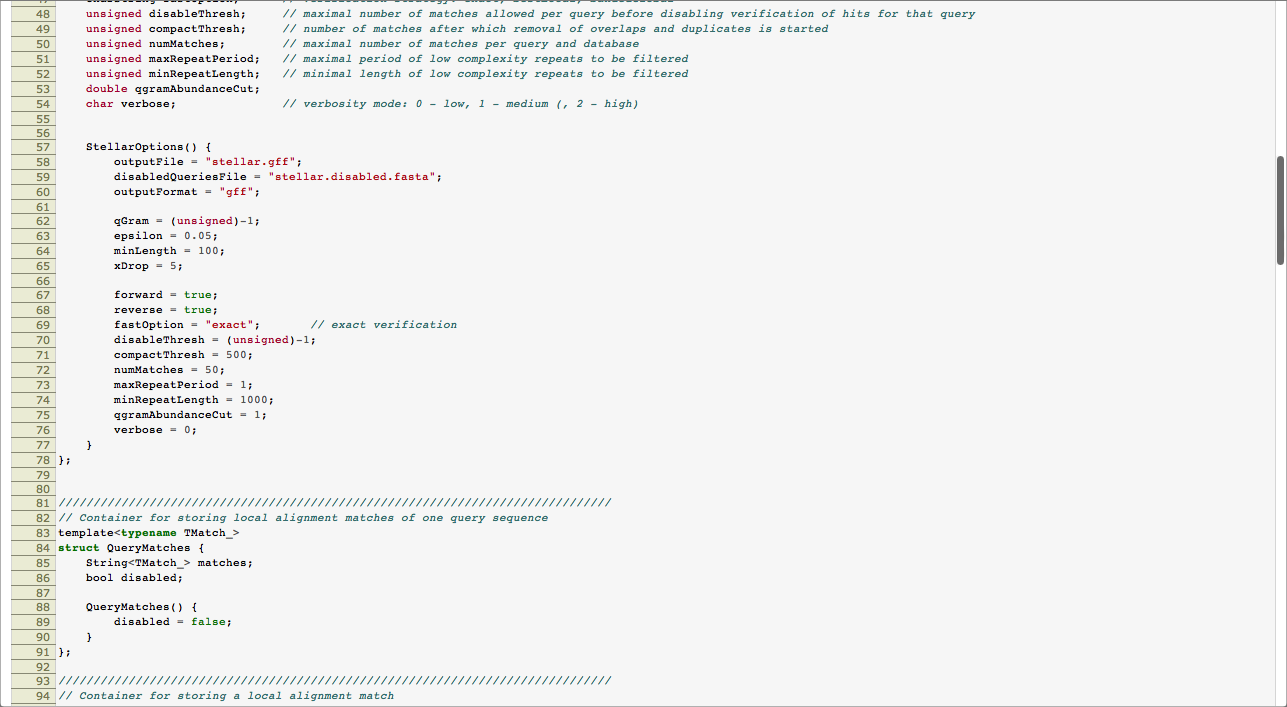 48 unsigned disableThresh; // maximal number of matches allowed per query before disabling verification of hits for that query
49 unsigned compactThresh; // number of matches after which removal of overlaps and duplicates is started
50 unsigned numMatches; // maximal number of matches per query and database
51 unsigned maxRepeatPeriod; // maximal period of low complexity repeats to be filtered
52 unsigned minRepeatLength; // minimal length of low complexity repeats to be filtered
53 double qgramAbundanceCut;
54 char verbose; // verbosity mode: 0 - low, 1 - medium (, 2 - high)
55
56
57 StellarOptions() {
58 outputFile = "stellar.gff";
59 disabledQueriesFile = "stellar.disabled.fasta";
60 outputFormat = "gff";
61
62 qGram = (unsigned)-1;
63 epsilon = 0.05;
64 minLength = 100;
65 xDrop = 5;
66
67 forward = true;
68 reverse = true;
69 fastOption = "exact"; // exact verification
70 disableThresh = (unsigned)-1;
71 compactThresh = 500;
72 numMatches = 50;
73 maxRepeatPeriod = 1;
74 minRepeatLength = 1000;
75 qgramAbundanceCut = 1;
76 verbose = 0;
77 }
78 };
79
80
81 ///////////////////////////////////////////////////////////////////////////////
82 // Container for storing local alignment matches of one query sequence
83 template<typename TMatch_>
84 struct QueryMatches {
85 String<TMatch_> matches;
86 bool disabled;
87
88 QueryMatches() {
89 disabled = false;
90 }
91 };
92
93 ///////////////////////////////////////////////////////////////////////////////
94 // Container for storing a local alignment match